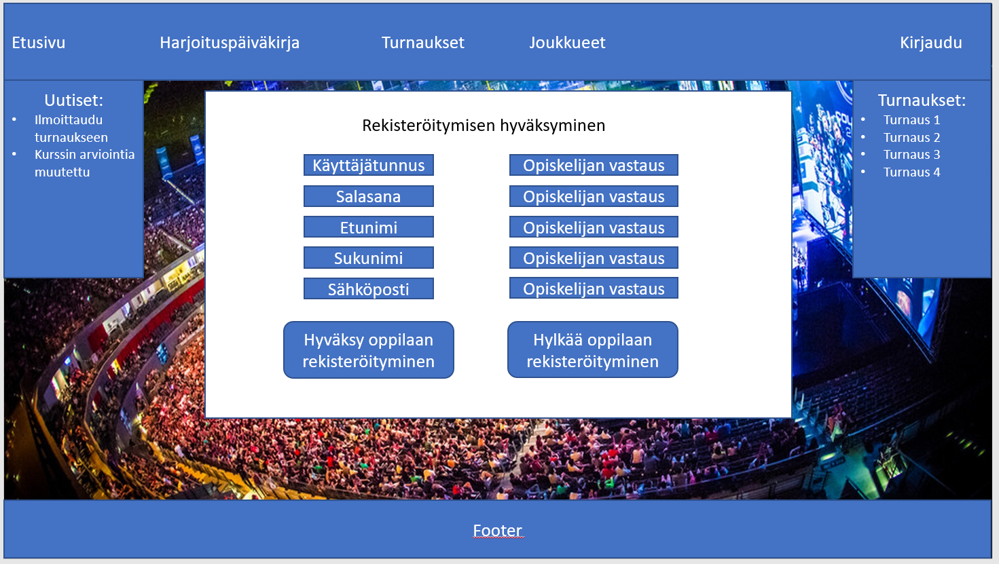 Etusivu Harjoituspäiväkirja Turnaukset Joukkueet Kirjaudu
Uutiset:
• Ilmoittaudu
turnaukseen
• Kurssin arviointia
muutettu
Rekisteröitymisen hyväksyminen
Käyttäjätunnus Opiskelijan vastaus
Salasana Opiskelijan vastaus
Etunimi Opiskelijan vastaus
Sukunimi Opiskelijan vastaus
Sähköposti Opiskelijan vastaus
Hyväksy oppilaan
rekisteröityminen
Hylkää oppilaan
rekisteröityminen
Turnaukset:
• Turnaus 1
• Turnaus 2
• Turnaus 3
• Turnaus 4
Footer